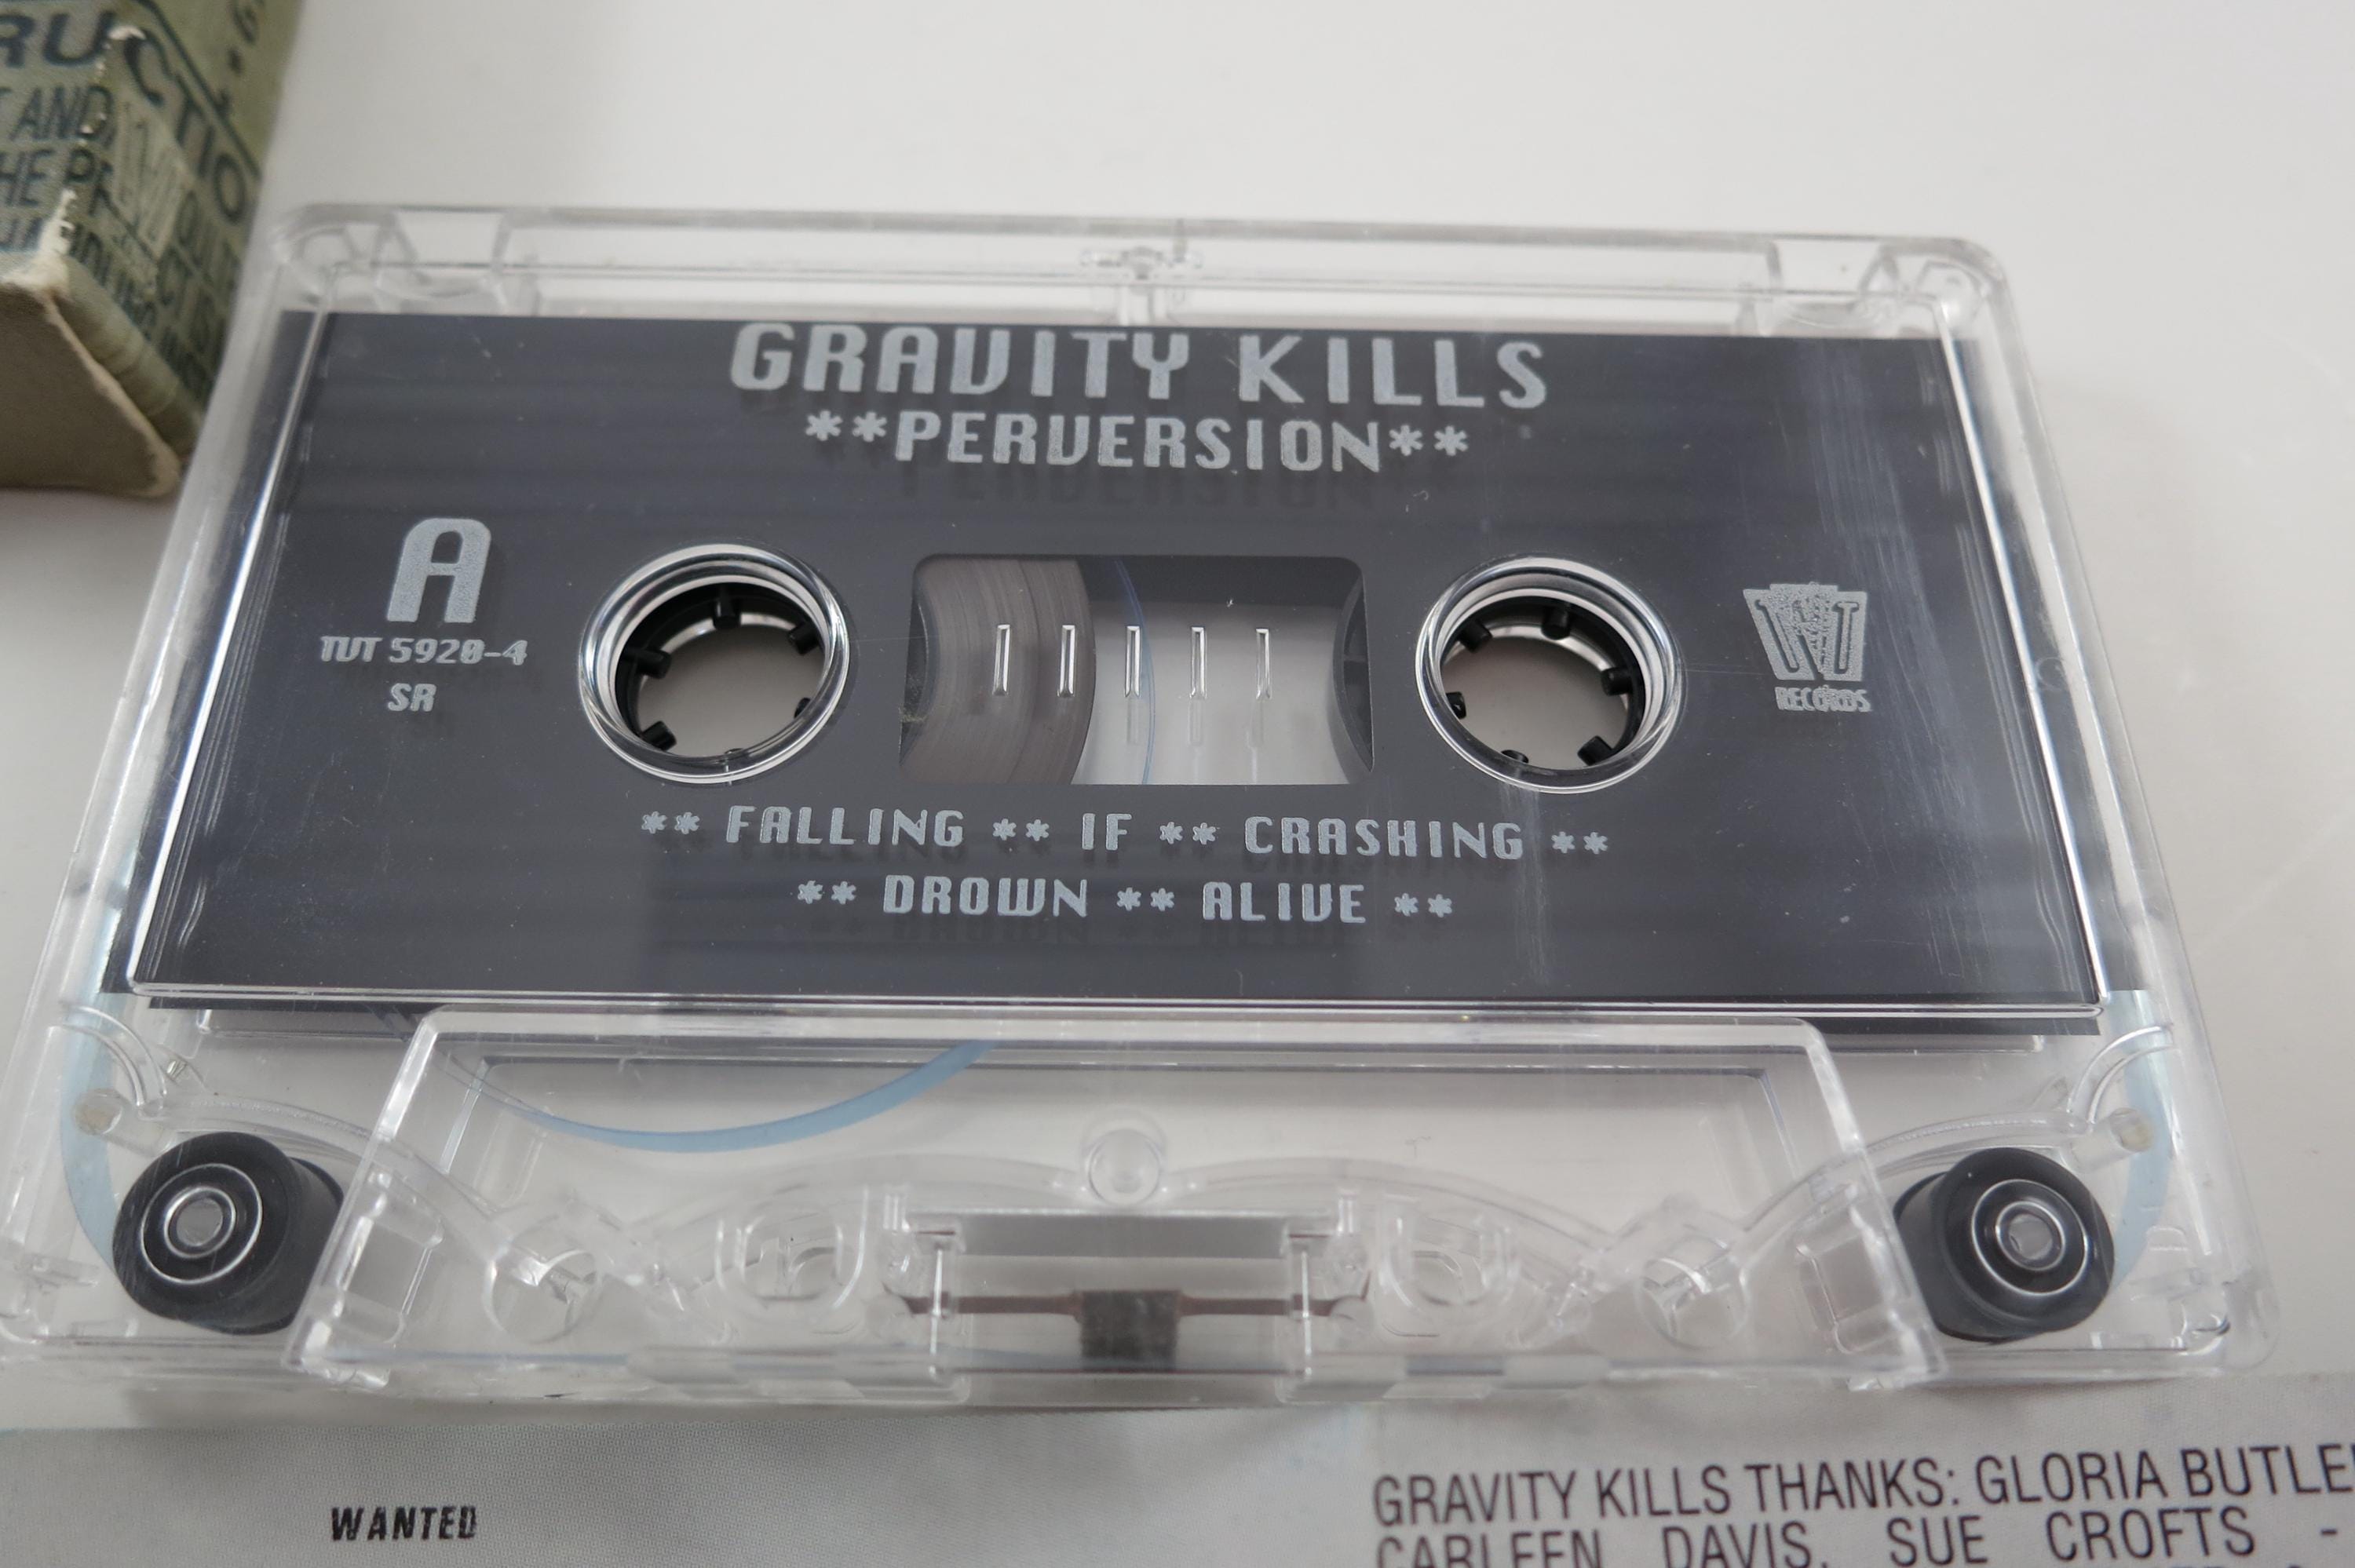 GRAVITY KILLS
**PERVERSION**
A
TVT 5920-4
SR
TVT
RECORDS
** FALLING ** IF ** CRASHING **
** DROWN ** ALIVE **
WANTED
GRAVITY KILLS THANKS: GLORIA BUTLE
CARLEEN DAVIS, SUE CROFTS -